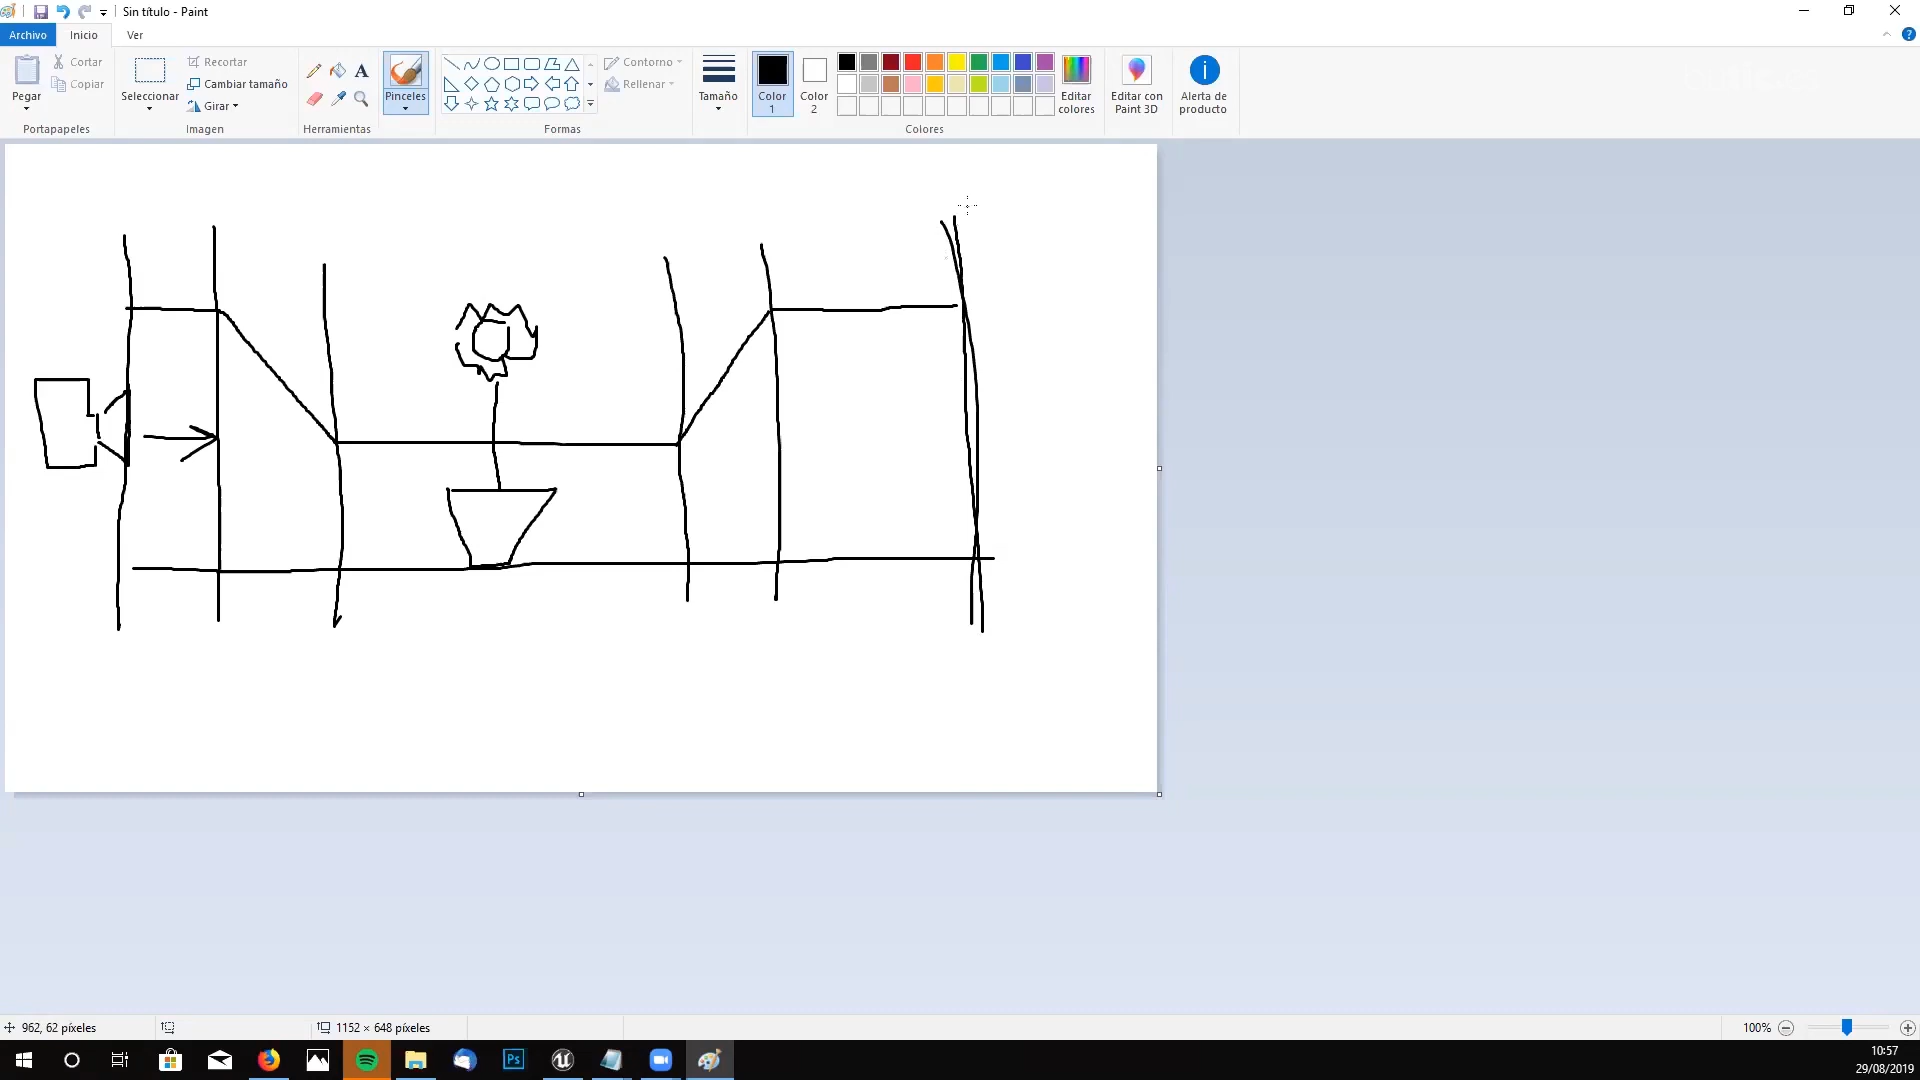 Sin título - Paint
Archivo Inicio Ver
Pegar
Cortar
Copiar
Portapapeles
Seleccionar
Recortar
Cambiar tamaño
Girar
Imagen
A
Herramientas
Pinceles
Contorno
Rellenar
Formas
Tamaño
Color
1
Color
2
Editar
colores
Colores
Editar con
Paint 3D
Alerta de
producto
962, 62 píxeles
1152 × 648 píxeles
100%
Ps
10:57
29/08/2019